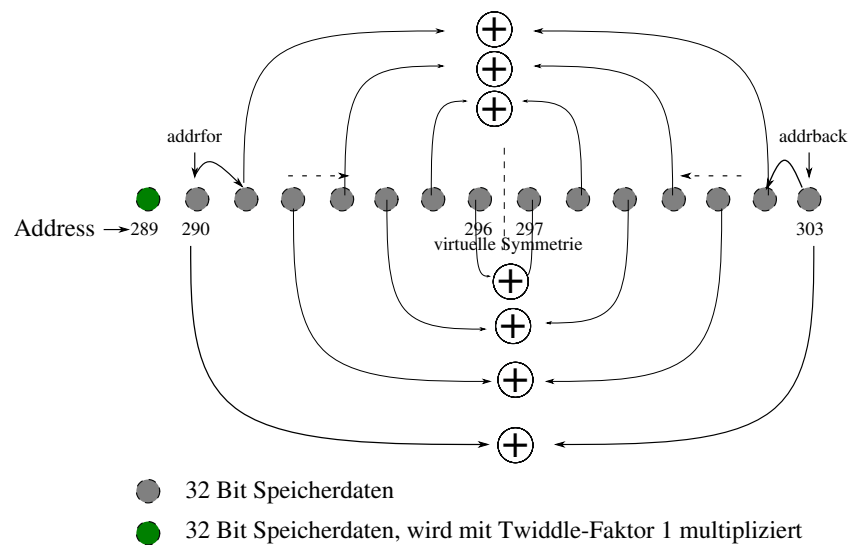 addrfor
addrback
Address
289
290
296
297
303
virtuelle Symmetrie
32 Bit Speicherdaten
32 Bit Speicherdaten, wird mit Twiddle-Faktor 1 multipliziert